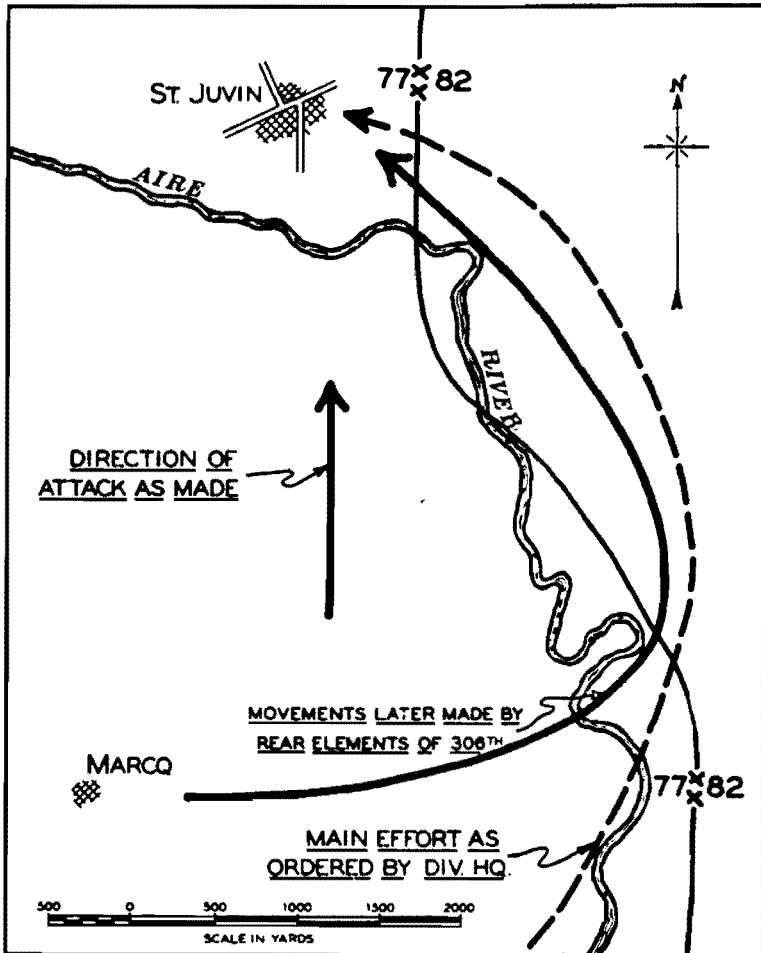 77 82
ST. JUVIN
N
AIRE
RIVER
DIRECTION OF
ATTACK AS MADE
MOVEMENTS LATER MADE BY
REAR ELEMENTS OF 306TH
MARCQ
77 82
MAIN EFFORT AS
ORDERED BY DIV. HQ.
500 0 500 1000 1500 2000
SCALE IN YARDS